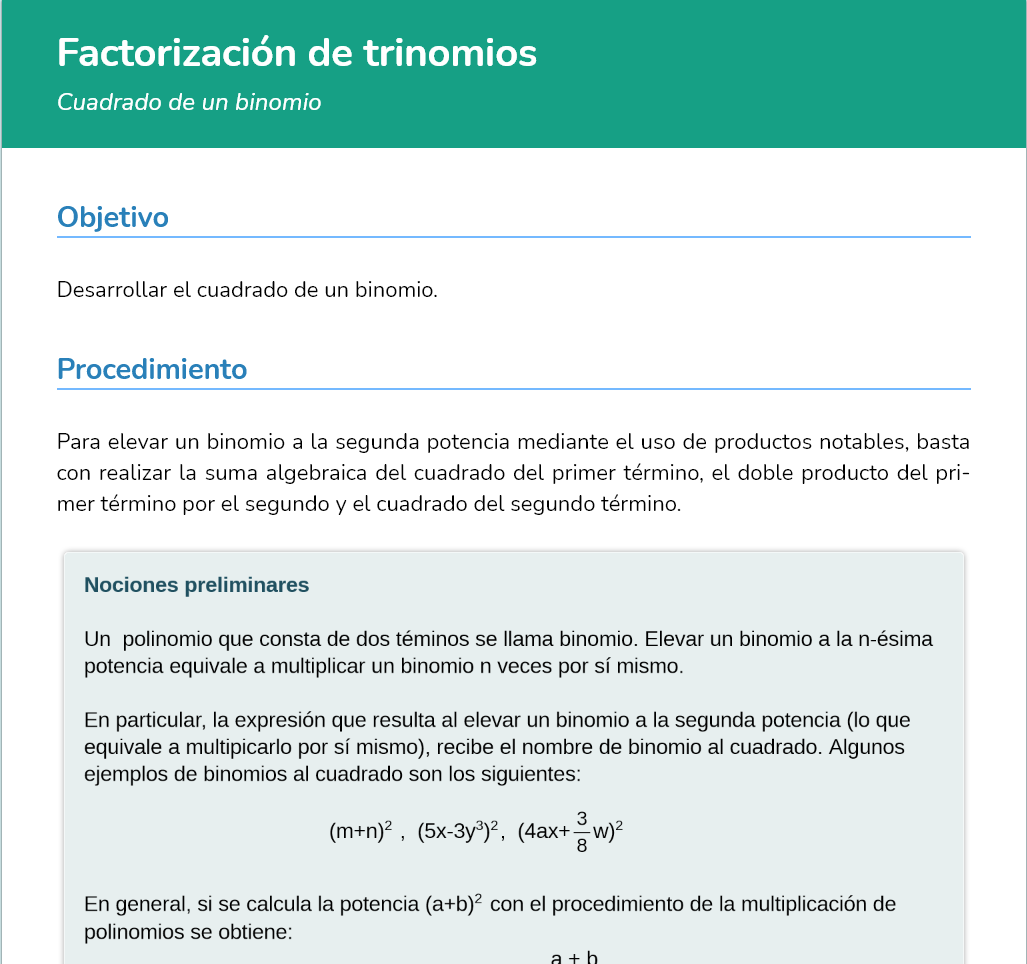 Factorización de trinomios
Cuadrado de un binomio
Objetivo
Desarrollar el cuadrado de un binomio.
Procedimiento
Para elevar un binomio a la segunda potencia mediante el uso de productos notables, basta
con realizar la suma algebraica del cuadrado del primer término, el doble producto del pri-
mer término por el segundo y el cuadrado del segundo término.
Nociones preliminares
Un  polinomio que consta de dos téminos se llama binomio. Elevar un binomio a la n-ésima
potencia equivale a multiplicar un binomio n veces por sí mismo.
En particular, la expresión que resulta al elevar un binomio a la segunda potencia (lo que
equivale a multipicarlo por sí mismo), recibe el nombre de binomio al cuadrado. Algunos
ejemplos de binomios al cuadrado son los siguientes:
(m+n)² ,  (5x-3y³)²,  (4ax+3/8w)²
En general, si se calcula la potencia (a+b)² con el procedimiento de la multiplicación de
polinomios se obtiene:
a + b